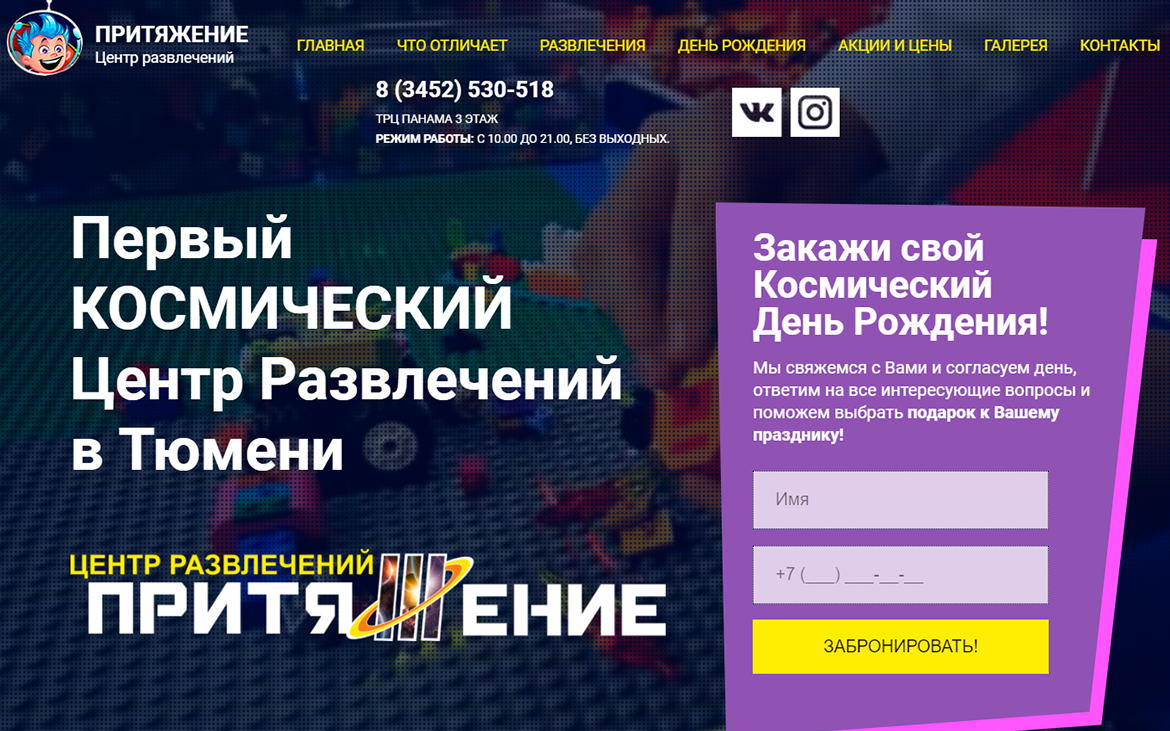 ПРИТЯЖЕНИЕ
Центр развлечений
ГЛАВНАЯ ЧТО ОТЛИЧАЕТ РАЗВЛЕЧЕНИЯ ДЕНЬ РОЖДЕНИЯ АКЦИИ И ЦЕНЫ ГАЛЕРЕЯ КОНТАКТЫ
8 (3452) 530-518
ТРЦ ПАНАМА 3 ЭТАЖ
РЕЖИМ РАБОТЫ: С 10.00 ДО 21.00, БЕЗ ВЫХОДНЫХ.
Первый
КОСМИЧЕСКИЙ
Центр Развлечений
в Тюмени
ЦЕНТР РАЗВЛЕЧЕНИЙ
ПРИТЯЖЕНИЕ
Закажи свой
Космический
День Рождения!
Мы свяжемся с Вами и согласуем день,
ответим на все интересующие вопросы и
поможем выбрать подарок к Вашему
празднику!
Имя
+7 (___) ___-__-__
ЗАБРОНИРОВАТЬ!